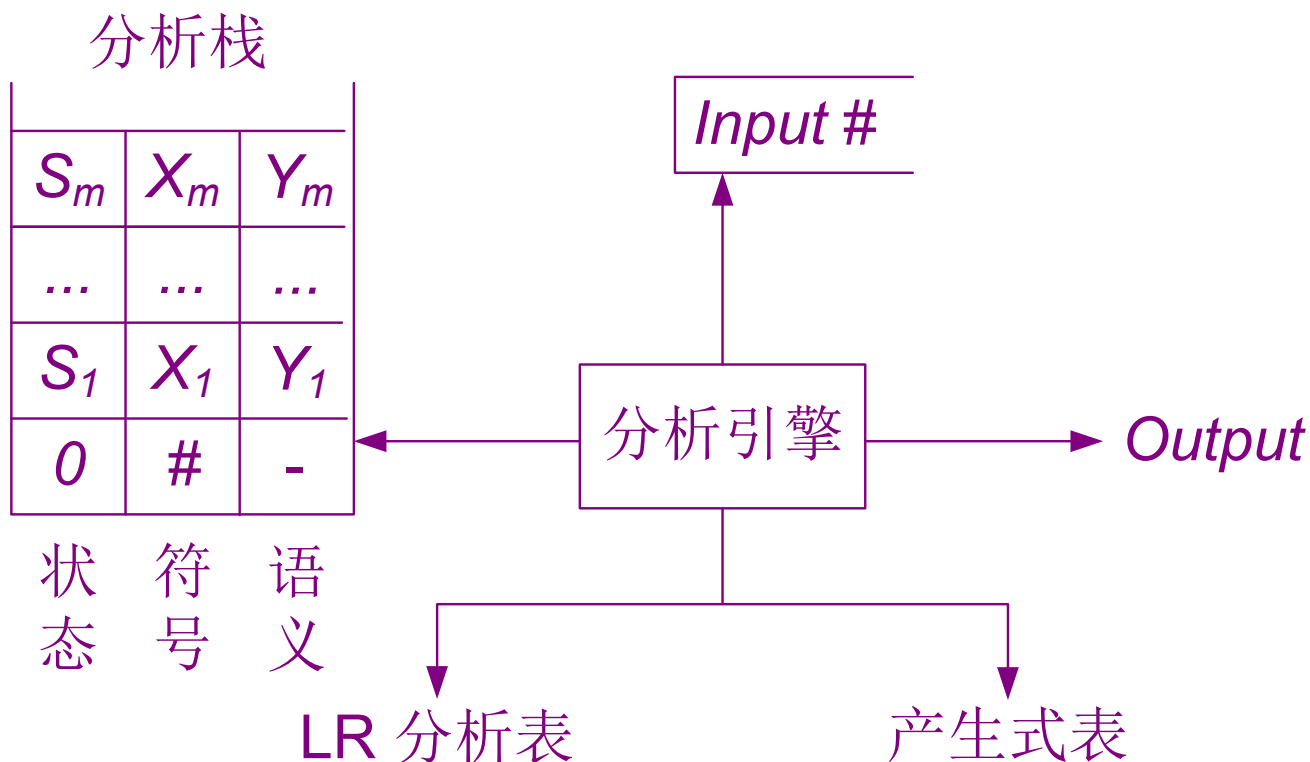 分析栈
Input #
Sm Xm Ym
... ... ...
S1 X1 Y1
0 # -
分析引擎
Output
状态
符号
语义
LR 分析表
产生式表